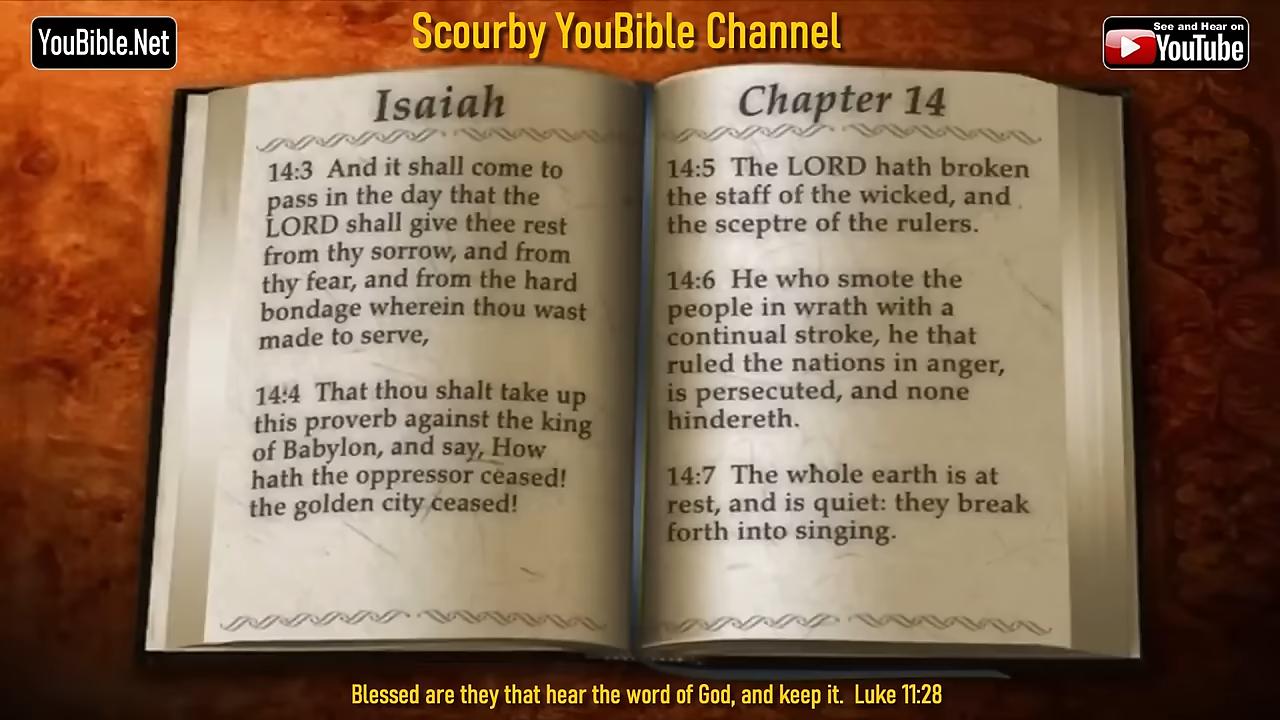 YouBible.Net
Scourby YouBible Channel
See and Hear on
YouTube
Isaiah
14:3 And it shall come to
pass in the day that the
LORD shall give thee rest
from thy sorrow, and from
thy fear, and from the hard
bondage wherein thou wast
made to serve,
14:4 That thou shalt take up
this proverb against the king
of Babylon, and say, How
hath the oppressor ceased!
the golden city ceased!
Chapter 14
14:5 The LORD hath broken
the staff of the wicked, and
the sceptre of the rulers.
14:6 He who smote the
people in wrath with a
continual stroke, he that
ruled the nations in anger,
is persecuted, and none
hindereth.
14:7 The whole earth is at
rest, and is quiet: they break
forth into singing.
Blessed are they that hear the word of God, and keep it. Luke 11:28